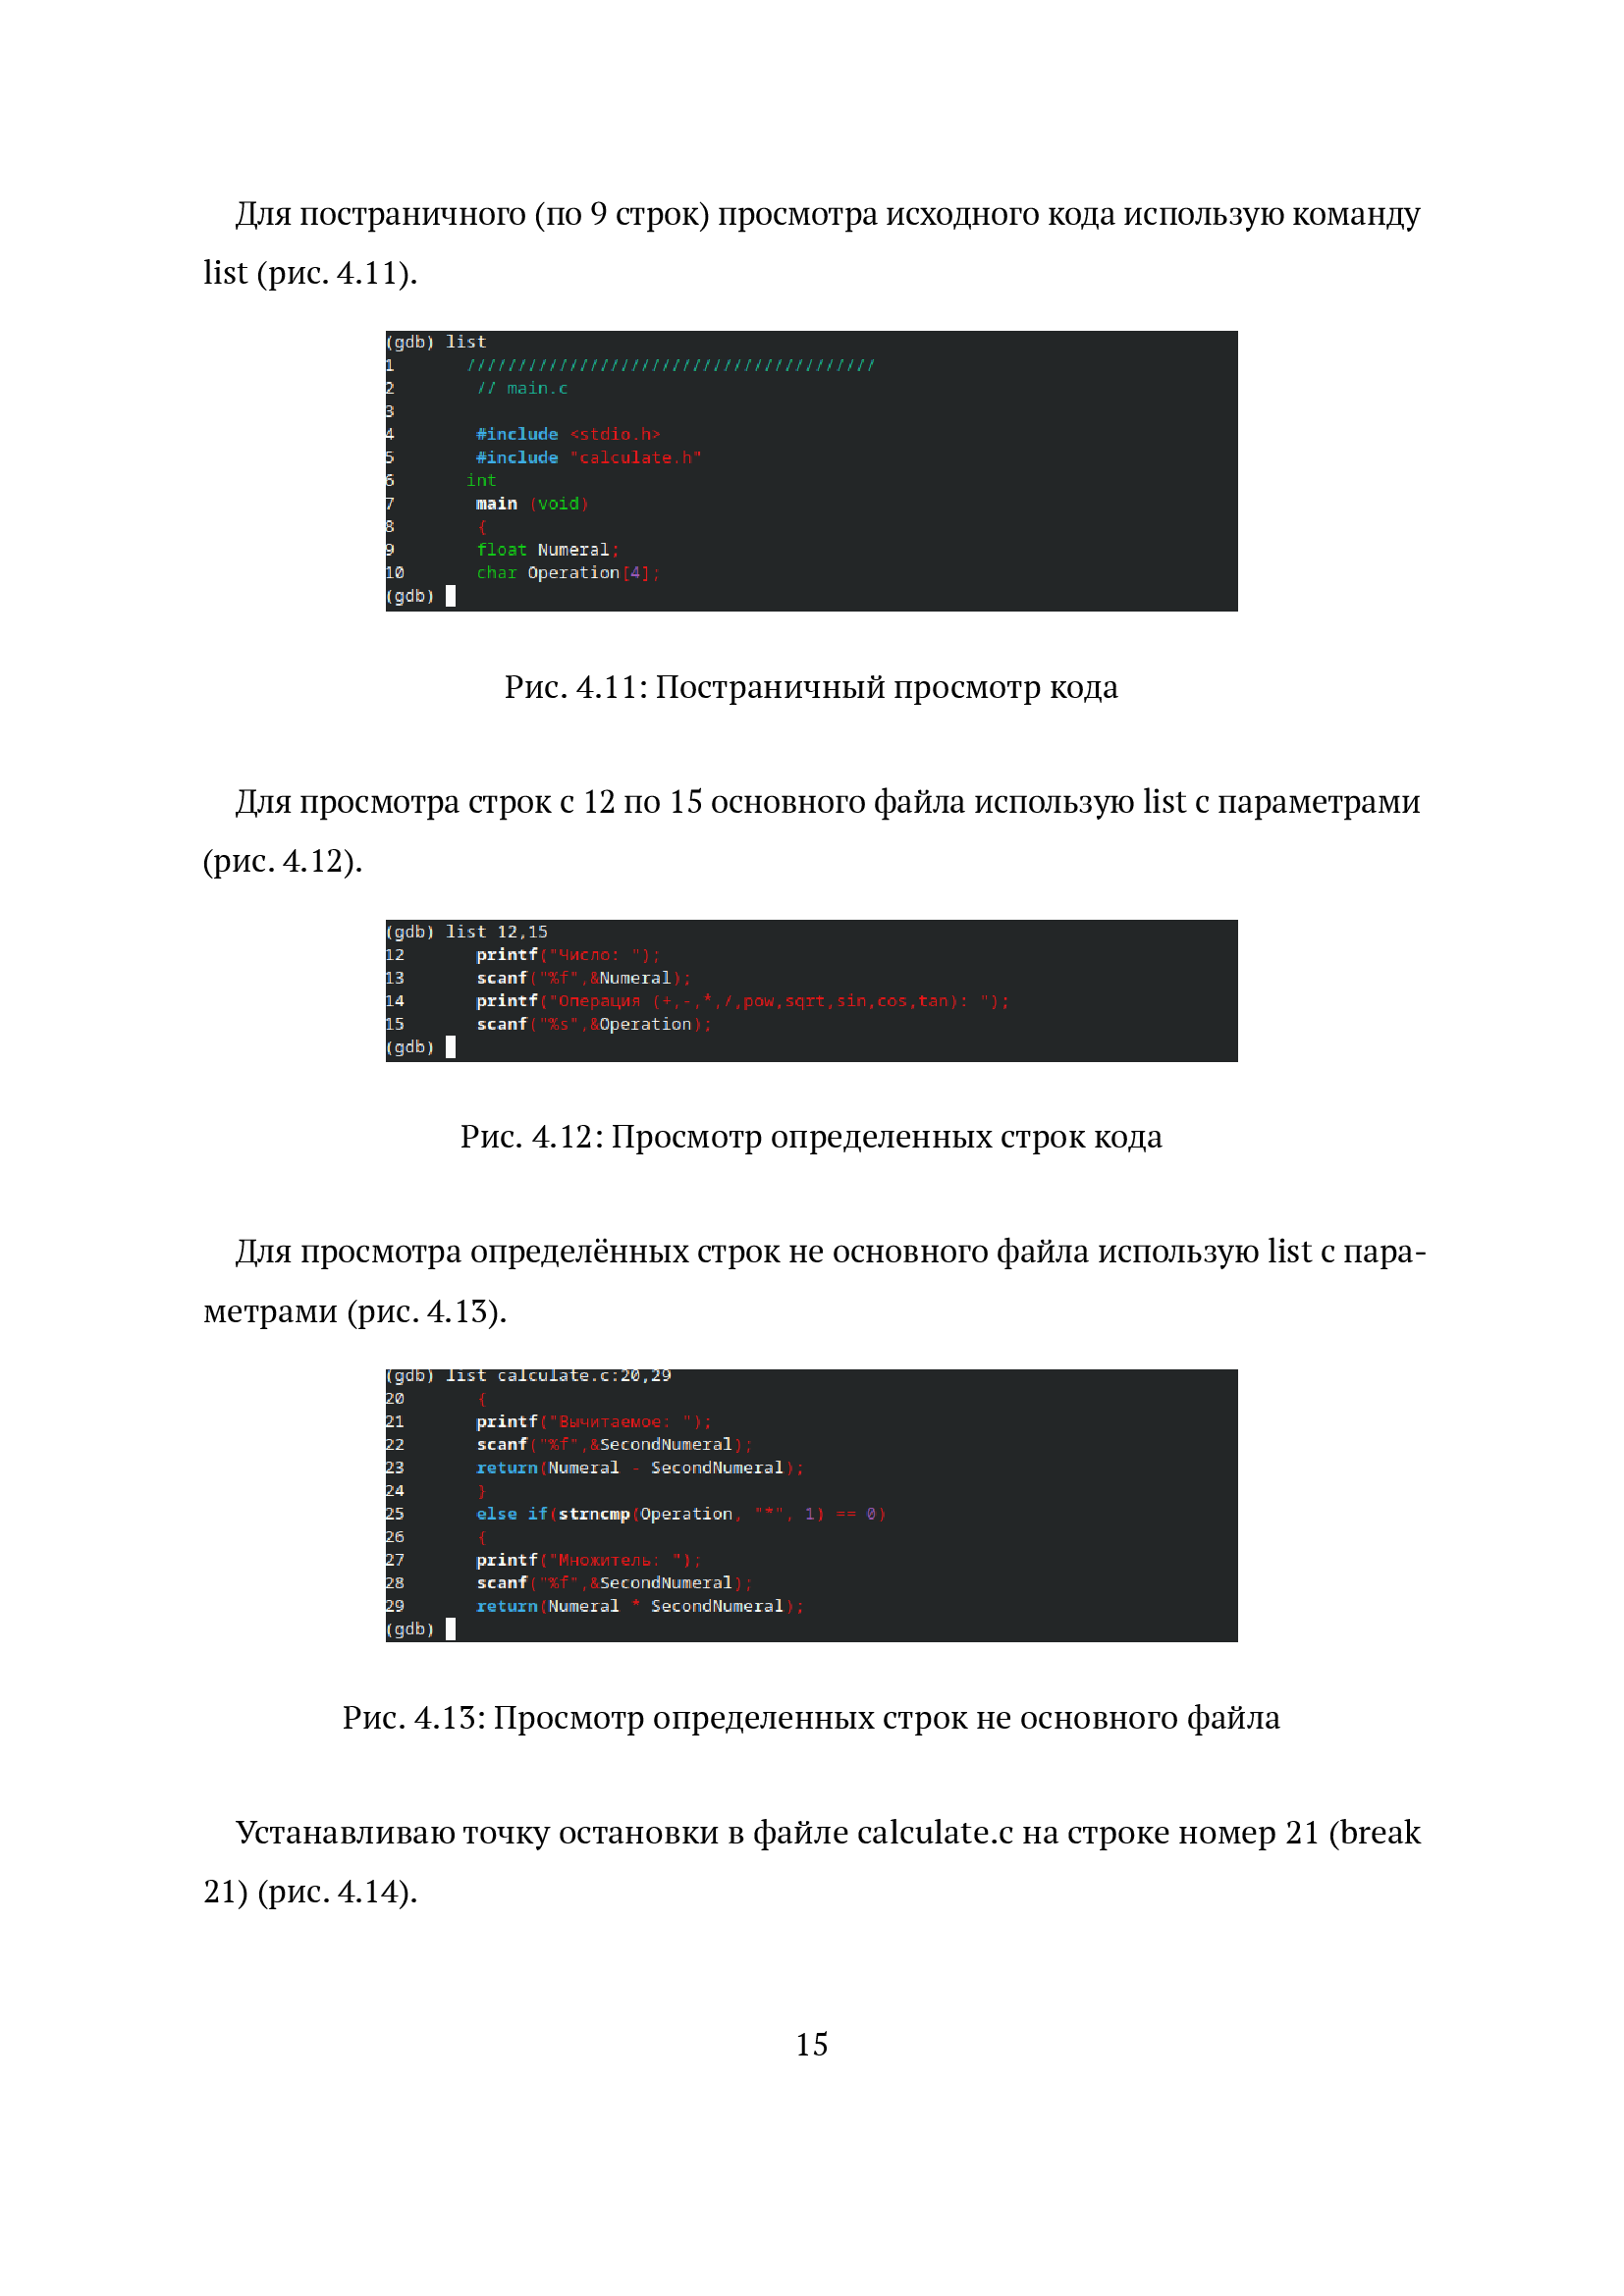 Для постраничного (по 9 строк) просмотра исходного кода использую команду
list (рис. 4.11).
(gdb) list
1       ////////////////////////////////////////
2        // main.c
3
4        #include <stdio.h>
5        #include "calculate.h"
6       int
7        main (void)
8        {
9        float Numeral;
10       char Operation[4];
(gdb)
Рис. 4.11: Постраничный просмотр кода
Для просмотра строк с 12 по 15 основного файла использую list с параметрами
(рис. 4.12).
(gdb) list 12,15
12       printf("Число: ");
13       scanf("%f",&Numeral);
14       printf("Операция (+,-,*,/,pow,sqrt,sin,cos,tan): ");
15       scanf("%s",&Operation);
(gdb)
Рис. 4.12: Просмотр определенных строк кода
Для просмотра определённых строк не основного файла использую list с пара-
метрами (рис. 4.13).
(gdb) list calculate.c:20,29
20       {
21       printf("Вычитаемое: ");
22       scanf("%f",&SecondNumeral);
23       return(Numeral - SecondNumeral);
24       }
25       else if(strncmp(Operation, "*", 1) == 0)
26       {
27       printf("Множитель: ");
28       scanf("%f",&SecondNumeral);
29       return(Numeral * SecondNumeral);
(gdb)
Рис. 4.13: Просмотр определенных строк не основного файла
Устанавливаю точку остановки в файле calculate.c на строке номер 21 (break
21) (рис. 4.14).
15